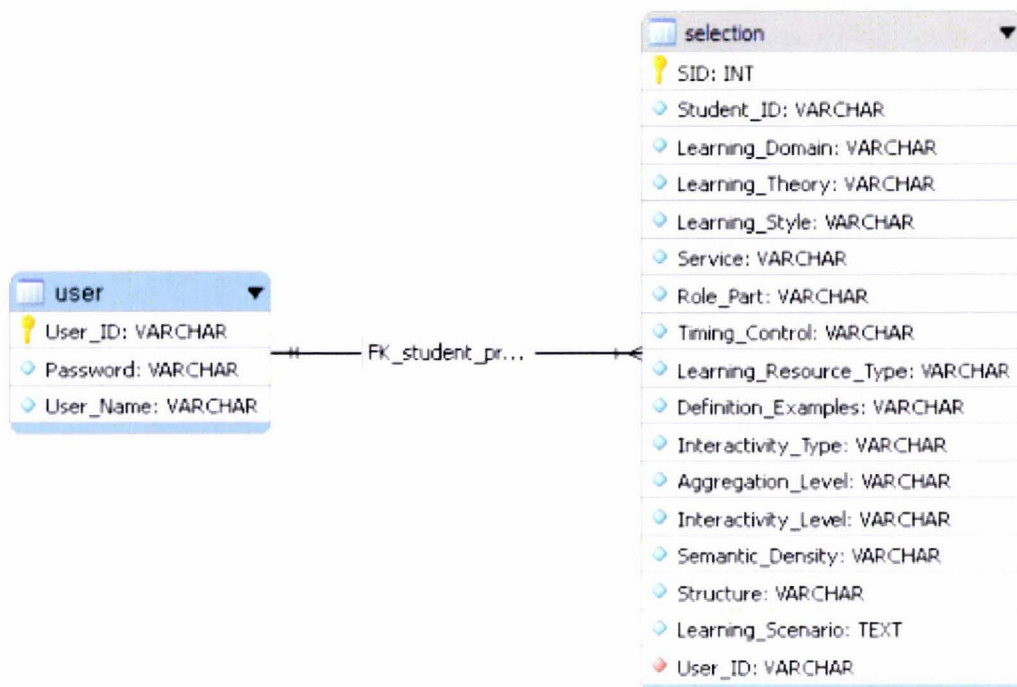 user
User_ID: VARCHAR
Password: VARCHAR
User_Name: VARCHAR
FK_student_pr...
selection
SID: INT
Student_ID: VARCHAR
Learning_Domain: VARCHAR
Learning_Theory: VARCHAR
Learning_Style: VARCHAR
Service: VARCHAR
Role_Part: VARCHAR
Timing_Control: VARCHAR
Learning_Resource_Type: VARCHAR
Definition_Examples: VARCHAR
Interactivity_Type: VARCHAR
Aggregation_Level: VARCHAR
Interactivity_Level: VARCHAR
Semantic_Density: VARCHAR
Structure: VARCHAR
Learning_Scenario: TEXT
User_ID: VARCHAR